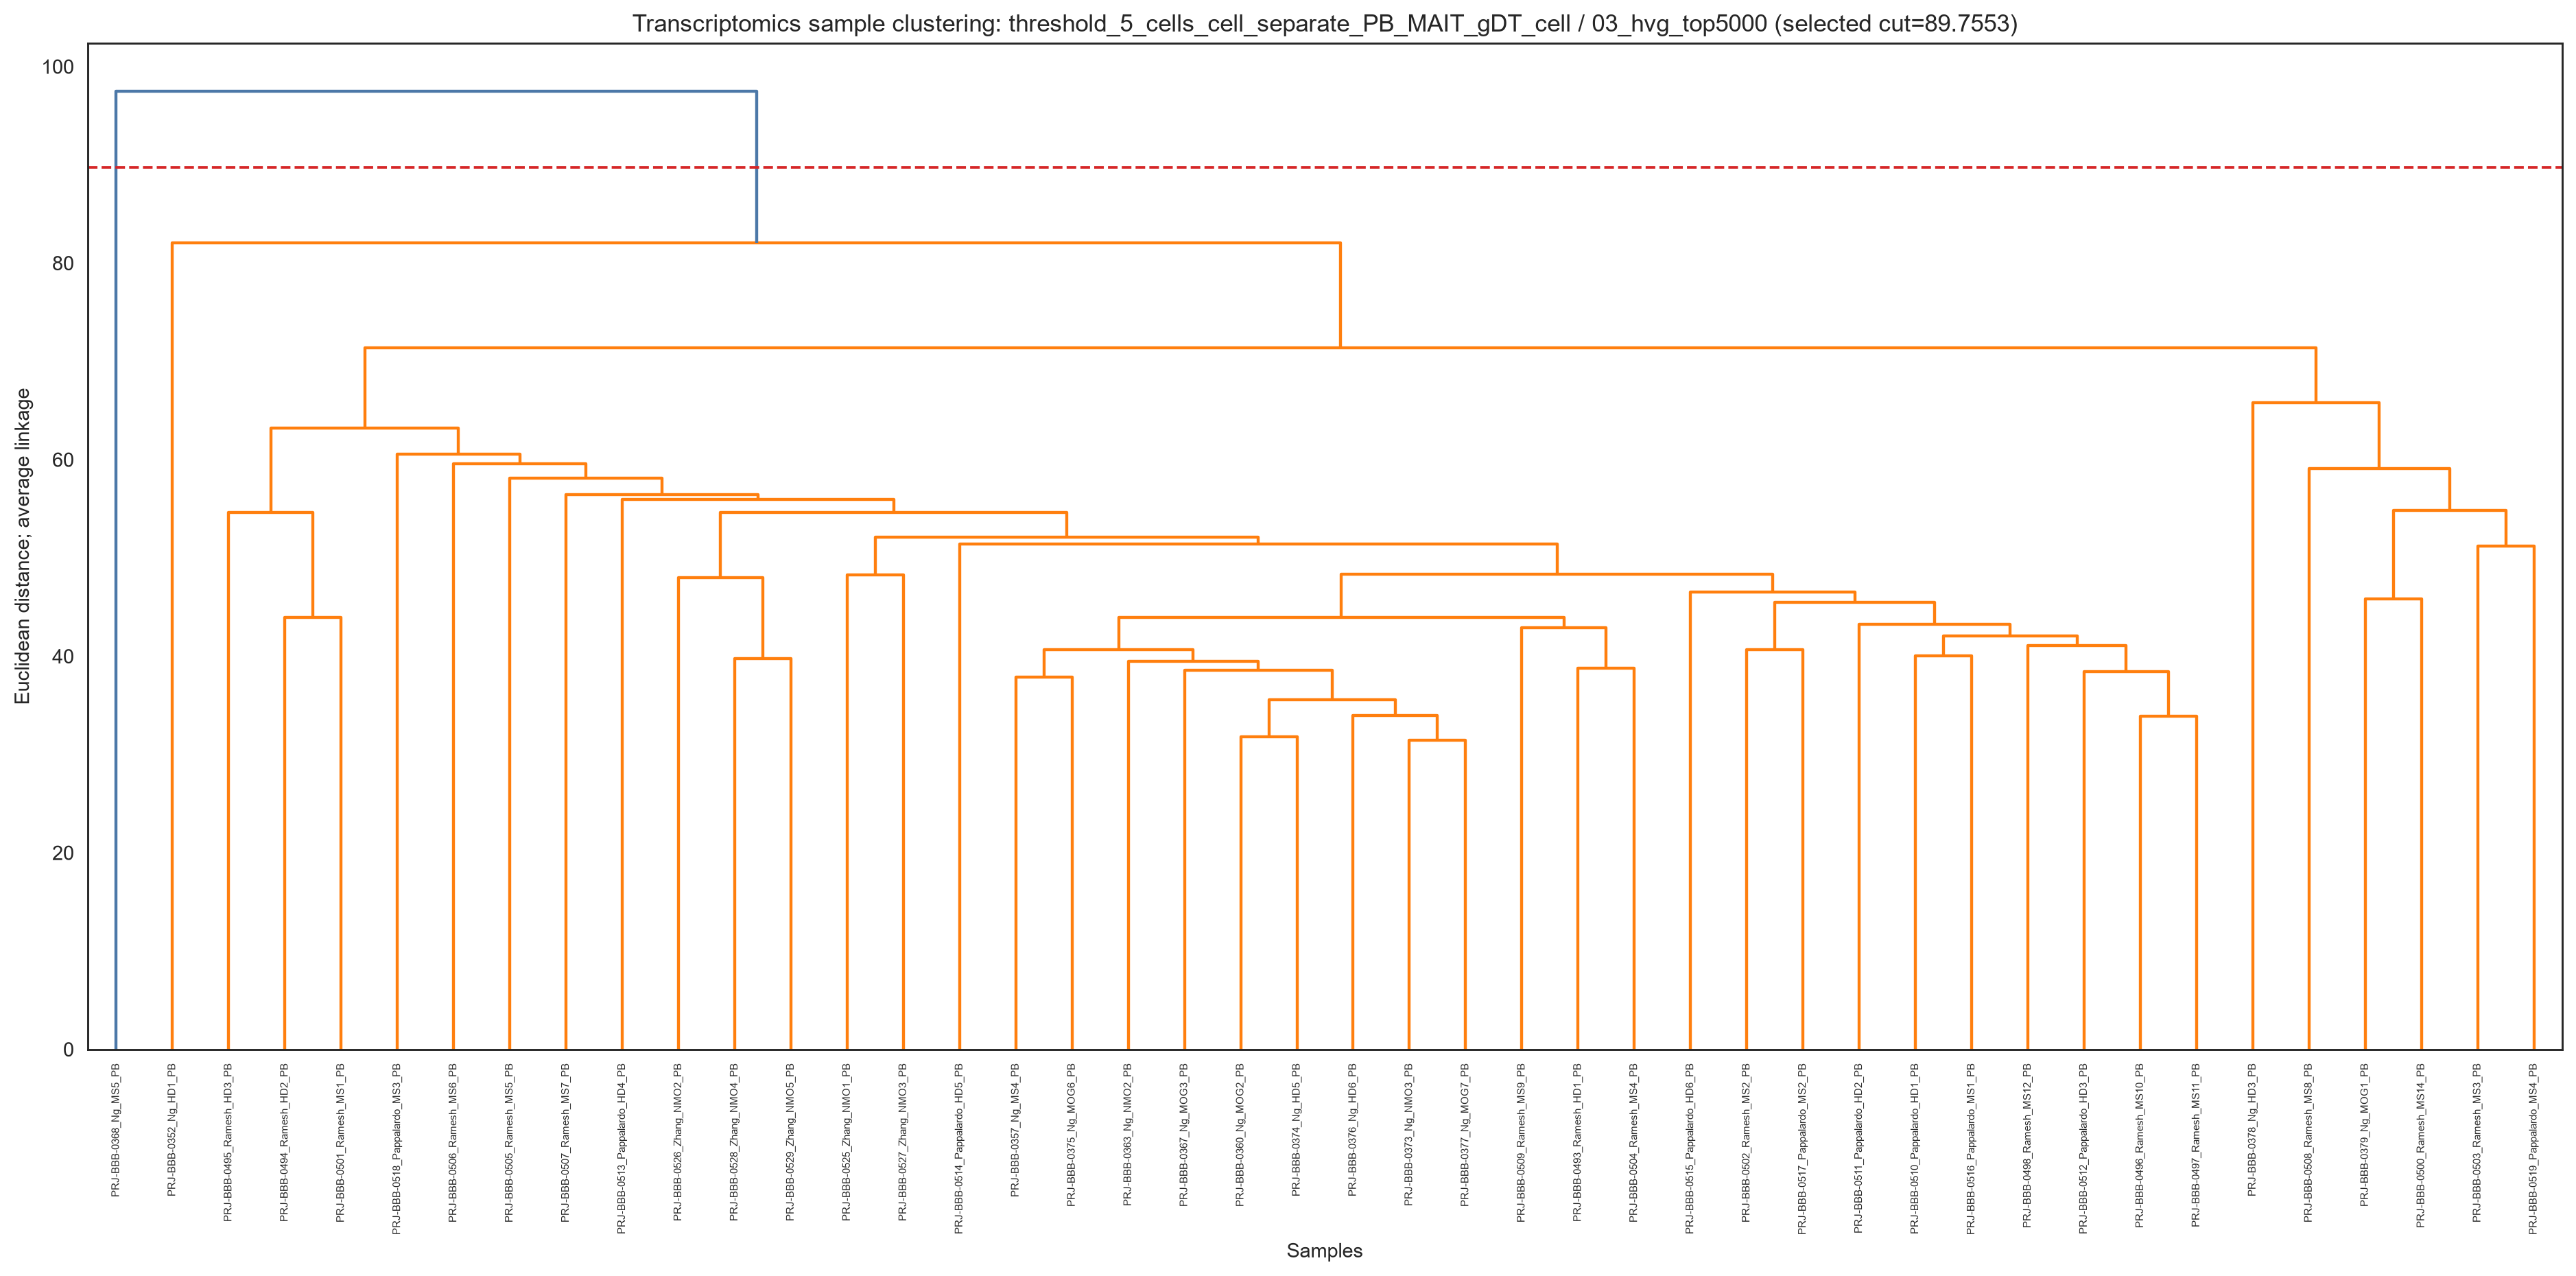 Transcriptomics sample clustering: threshold_5_cells_cell_separate_PB_MAIT_gDT_cell / 03_hvg_top5000 (selected cut=89.7553)
Euclidean distance; average linkage
100
80
60
40
20
0
PRJ-BBB-0368_Ng_MS5_PB
PRJ-BBB-0352_Ng_HD1_PB
PRJ-BBB-0495_Ramesh_HD3_PB
PRJ-BBB-0494_Ramesh_HD2_PB
PRJ-BBB-0501_Ramesh_MS1_PB
PRJ-BBB-0518_Pappalardo_MS3_PB
PRJ-BBB-0506_Ramesh_MS6_PB
PRJ-BBB-0505_Ramesh_MS5_PB
PRJ-BBB-0507_Ramesh_MS7_PB
PRJ-BBB-0513_Pappalardo_HD4_PB
PRJ-BBB-0526_Zhang_NMO2_PB
PRJ-BBB-0528_Zhang_NMO4_PB
PRJ-BBB-0529_Zhang_NMO5_PB
PRJ-BBB-0525_Zhang_NMO1_PB
PRJ-BBB-0527_Zhang_NMO3_PB
PRJ-BBB-0514_Pappalardo_HD5_PB
PRJ-BBB-0357_Ng_MS4_PB
PRJ-BBB-0375_Ng_MOG6_PB
PRJ-BBB-0363_Ng_NMO2_PB
PRJ-BBB-0367_Ng_MOG3_PB
PRJ-BBB-0360_Ng_MOG2_PB
PRJ-BBB-0374_Ng_HD5_PB
PRJ-BBB-0376_Ng_HD6_PB
PRJ-BBB-0373_Ng_NMO3_PB
PRJ-BBB-0377_Ng_MOG7_PB
PRJ-BBB-0509_Ramesh_MS9_PB
PRJ-BBB-0493_Ramesh_HD1_PB
PRJ-BBB-0504_Ramesh_MS4_PB
PRJ-BBB-0515_Pappalardo_HD6_PB
PRJ-BBB-0502_Ramesh_MS2_PB
PRJ-BBB-0517_Pappalardo_MS2_PB
PRJ-BBB-0511_Pappalardo_HD2_PB
PRJ-BBB-0510_Pappalardo_HD1_PB
PRJ-BBB-0516_Pappalardo_MS1_PB
PRJ-BBB-0498_Ramesh_MS12_PB
PRJ-BBB-0512_Pappalardo_HD3_PB
PRJ-BBB-0496_Ramesh_MS10_PB
PRJ-BBB-0497_Ramesh_MS11_PB
PRJ-BBB-0378_Ng_HD3_PB
PRJ-BBB-0508_Ramesh_MS8_PB
PRJ-BBB-0379_Ng_MOG1_PB
PRJ-BBB-0500_Ramesh_MS14_PB
PRJ-BBB-0503_Ramesh_MS3_PB
PRJ-BBB-0519_Pappalardo_MS4_PB
Samples